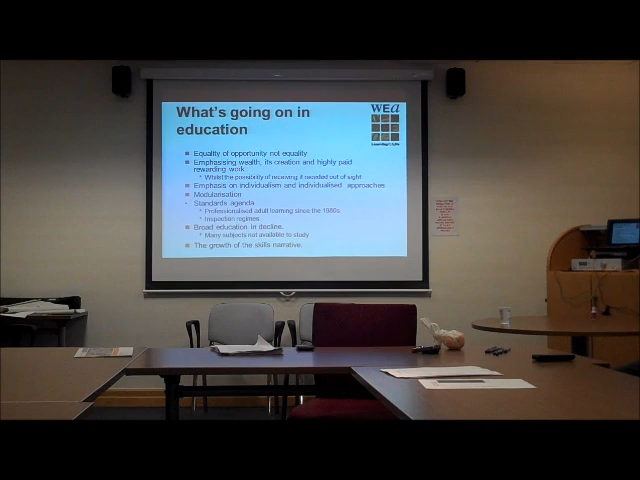 What's going on in
education
WEA
Learning for Life
Equality of opportunity not equality
Emphasising wealth, its creation and highly paid
rewarding work
Whilst the possibility of receiving it receded out of sight
Emphasis on individualism and individualised approaches
Modularisation
Standards agenda
Professionalised adult learning since the 1980s
Inspection regimes
Broad education in decline.
Many subjects not available to study
The growth of the skills narrative.